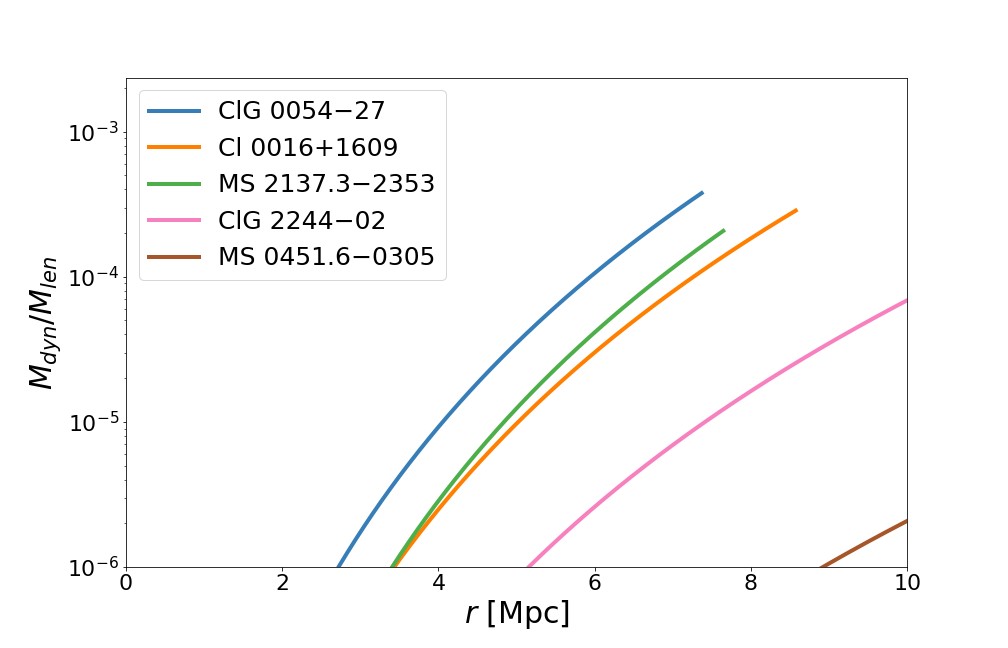 ClG 0054−27
Cl 0016+1609
MS 2137.3−2353
ClG 2244−02
MS 0451.6−0305
10⁻³
10⁻⁴
10⁻⁵
10⁻⁶
M_dyn/M_len
0 2 4 6 8 10
r [Mpc]